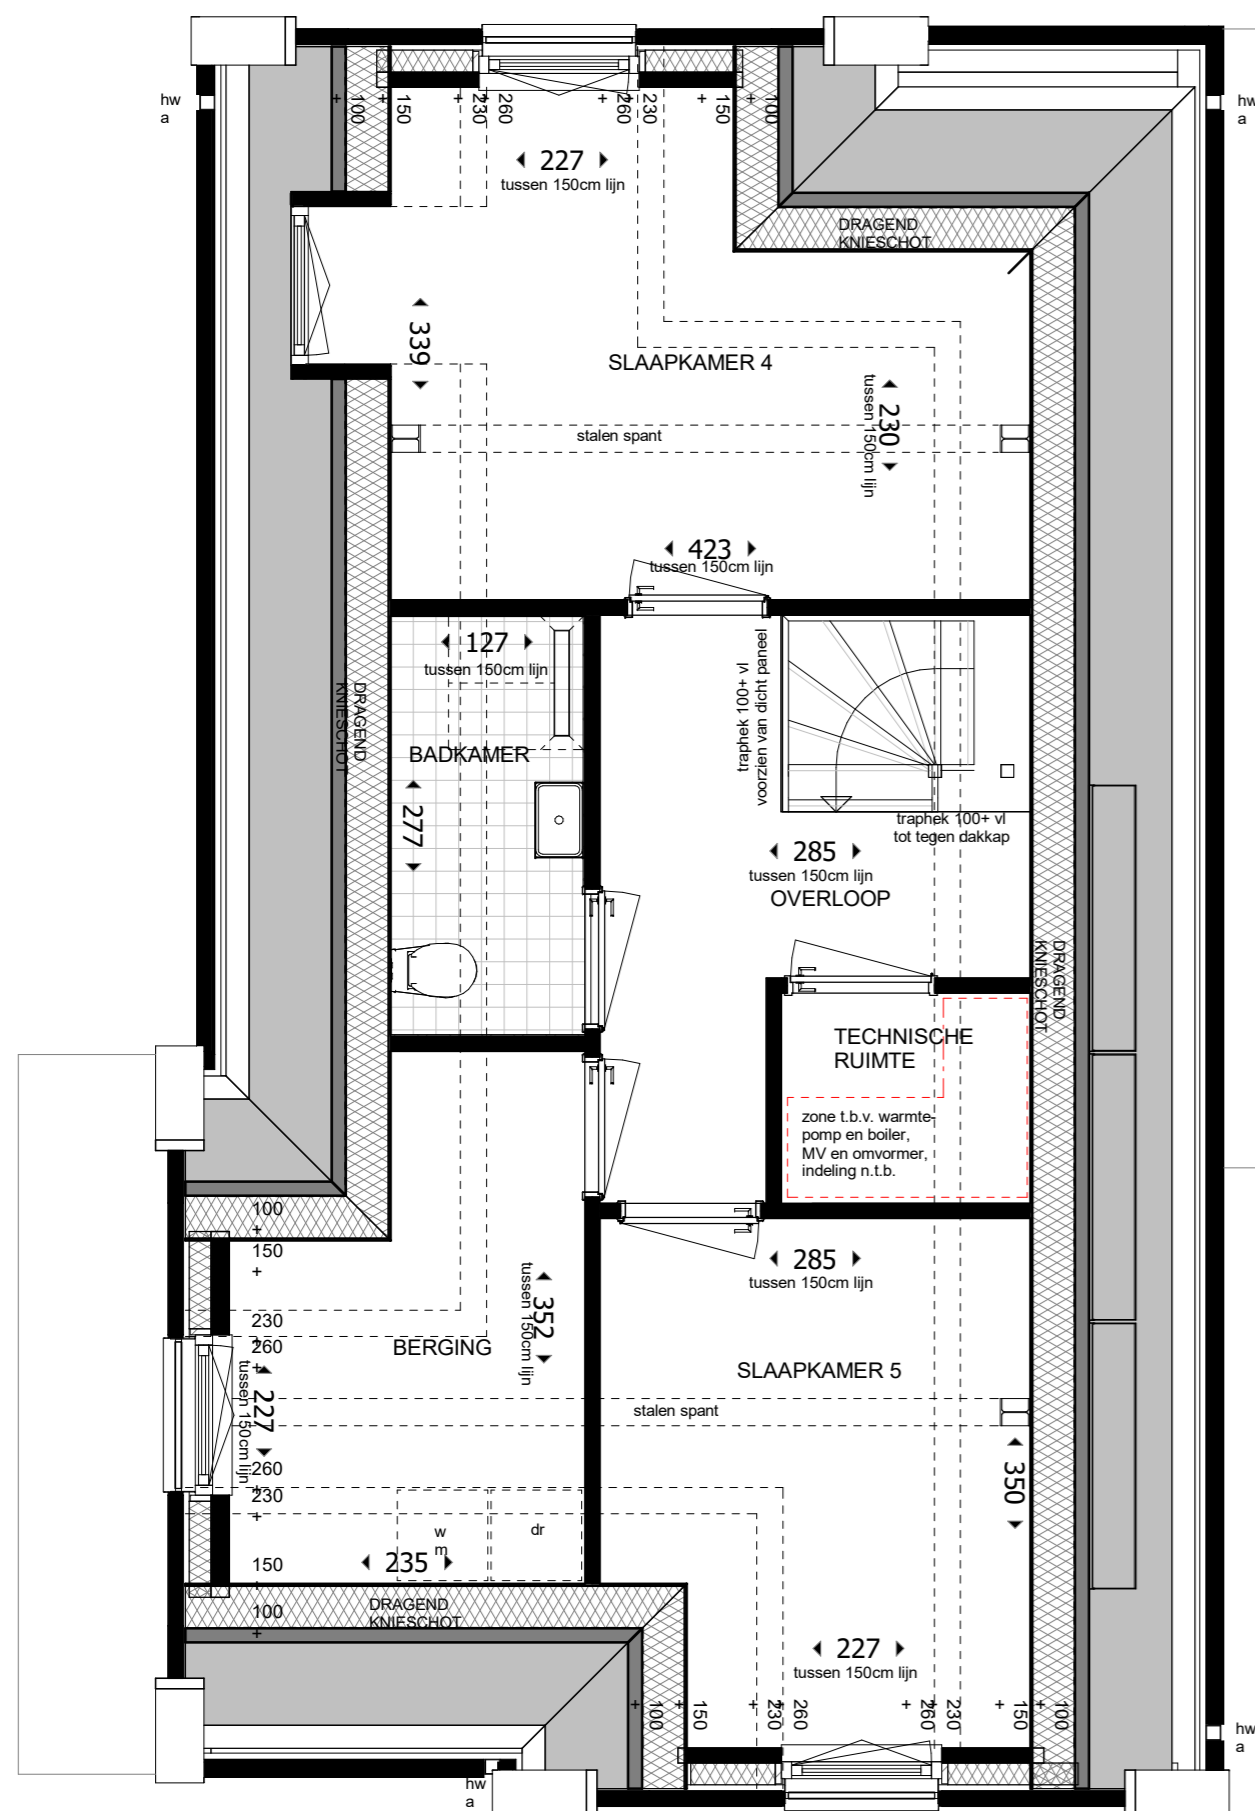 hw
a
hw
a
100
150
230
260
260
230
150
100
227
tussen 150cm lijn
DRAGEND
KNIESCHOT
339
SLAAPKAMER 4
230
tussen 150cm lijn
stalen spant
423
tussen 150cm lijn
127
tussen 150cm lijn
traphek 100+ vl
voorzien van dicht paneel
DRAGEND
KNIESCHOT
BADKAMER
277
traphek 100+ vl
tot tegen dakkap
285
tussen 150cm lijn
OVERLOOP
DRAGEND
KNIESCHOT
TECHNISCHE
RUIMTE
zone t.b.v. warmte-
pomp en boiler,
MV en omvormer,
indeling n.t.b.
100
150
230
260
227
tussen 150cm lijn
260
230
150
100
352
tussen 150cm lijn
BERGING
285
tussen 150cm lijn
SLAAPKAMER 5
stalen spant
350
w
m
dr
235
DRAGEND
KNIESCHOT
227
tussen 150cm lijn
100
150
230
260
260
230
150
100
hw
a
hw
a